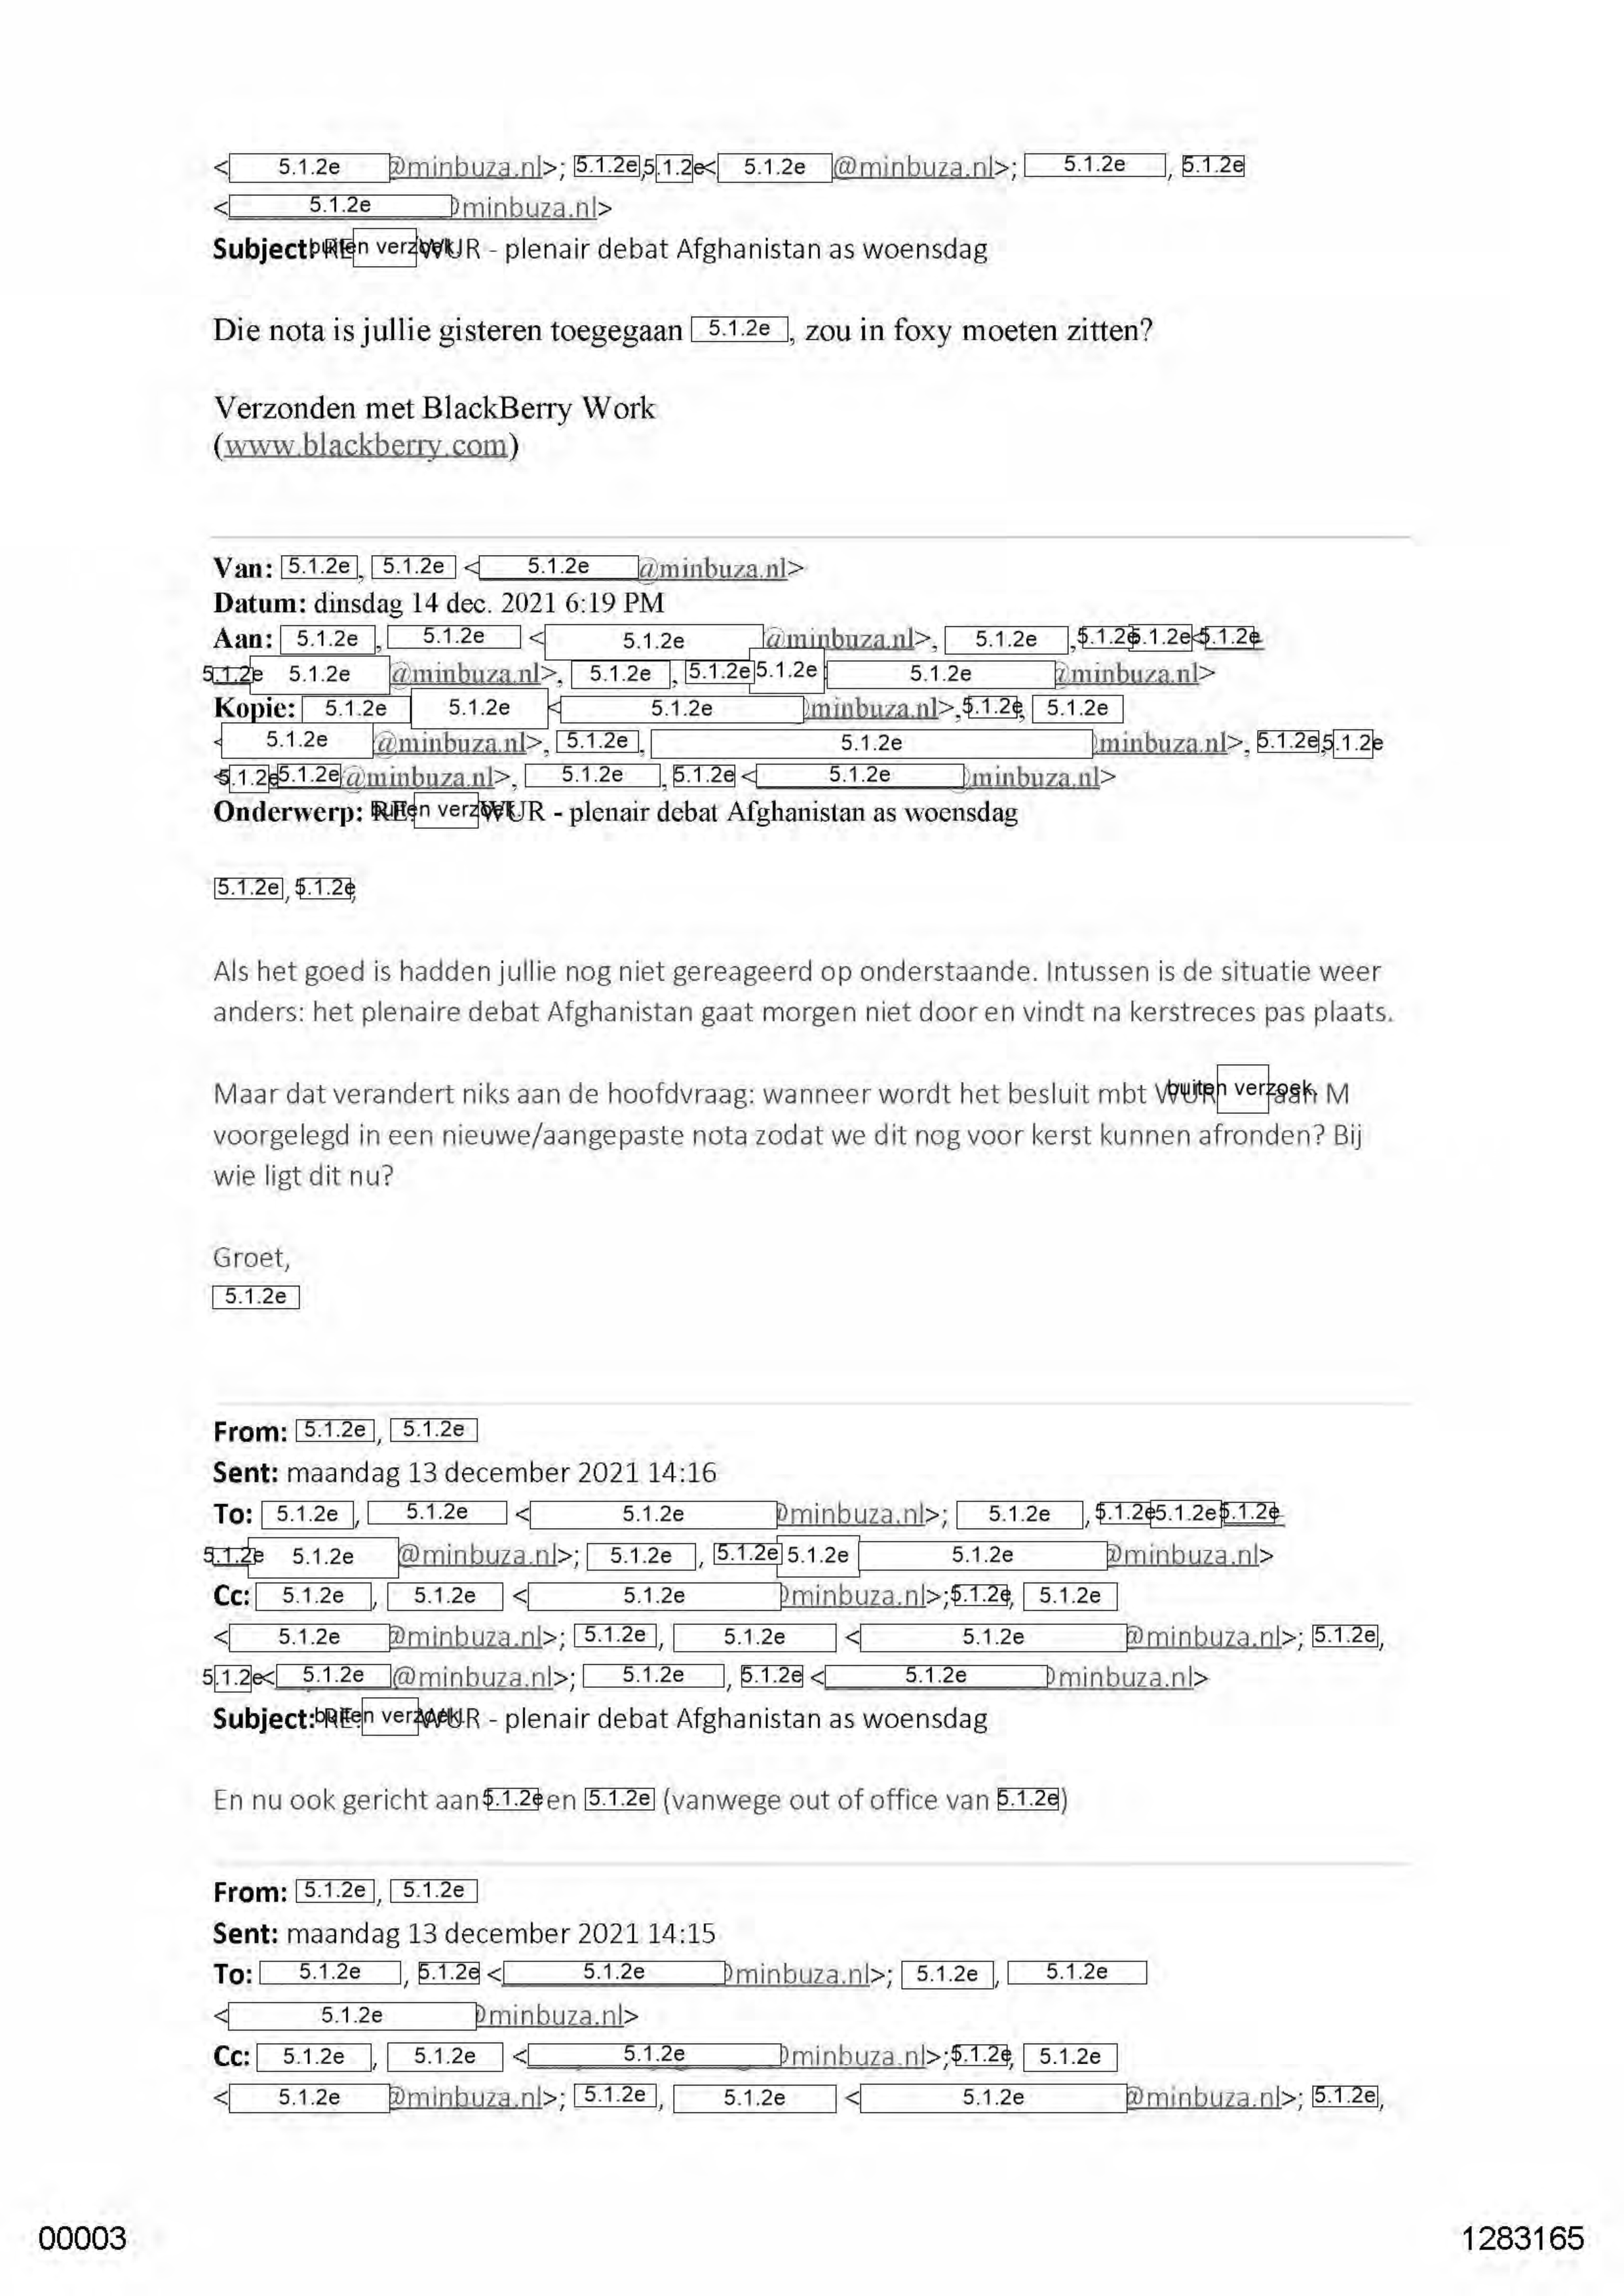 < 5.1.2e @minbuza.nl>; 5.1.2e 5.1.2e< 5.1.2e @minbuza.nl>; 5.1.2e , 5.1.2e
< 5.1.2e minbuza.nl>
Subject: RE: buiten verzoek WUR - plenair debat Afghanistan as woensdag
Die nota is jullie gisteren toegegaan 5.1.2e , zou in foxy moeten zitten?
Verzonden met BlackBerry Work
(www.blackberry.com)
Van: 5.1.2e, 5.1.2e < 5.1.2e @minbuza.nl>
Datum: dinsdag 14 dec. 2021 6:19 PM
Aan: 5.1.2e , 5.1.2e < 5.1.2e @minbuza.nl>, 5.1.2e , 5.1.2e 5.1.2e< 5.1.2e
5.1.2e 5.1.2e @minbuza.nl>, 5.1.2e , 5.1.2e 5.1.2e 5.1.2e @minbuza.nl>
Kopie: 5.1.2e 5.1.2e < 5.1.2e minbuza.nl>, 5.1.2e, 5.1.2e
< 5.1.2e @minbuza.nl>, 5.1.2e , 5.1.2e minbuza.nl>, 5.1.2e, 5.1.2e
<5.1.2e 5.1.2e @minbuza.nl>, 5.1.2e , 5.1.2e < 5.1.2e minbuza.nl>
Onderwerp: RE: buiten verzoek WUR - plenair debat Afghanistan as woensdag
5.1.2e, 5.1.2e,
Als het goed is hadden jullie nog niet gereageerd op onderstaande. Intussen is de situatie weer
anders: het plenaire debat Afghanistan gaat morgen niet door en vindt na kerstreces pas plaats.
Maar dat verandert niks aan de hoofdvraag: wanneer wordt het besluit mbt WUR buiten verzoek aan M
voorgelegd in een nieuwe/aangepaste nota zodat we dit nog voor kerst kunnen afronden? Bij
wie ligt dit nu?
Groet,
5.1.2e
From: 5.1.2e , 5.1.2e
Sent: maandag 13 december 2021 14:16
To: 5.1.2e , 5.1.2e < 5.1.2e @minbuza.nl>; 5.1.2e , 5.1.2e 5.1.2e 5.1.2e
5.1.2e 5.1.2e @minbuza.nl>; 5.1.2e , 5.1.2e 5.1.2e 5.1.2e @minbuza.nl>
Cc: 5.1.2e , 5.1.2e < 5.1.2e minbuza.nl>; 5.1.2e, 5.1.2e
< 5.1.2e @minbuza.nl>; 5.1.2e , 5.1.2e < 5.1.2e @minbuza.nl>; 5.1.2e,
5.1.2e< 5.1.2e @minbuza.nl>; 5.1.2e , 5.1.2e < 5.1.2e minbuza.nl>
Subject: RE: buiten verzoek WUR - plenair debat Afghanistan as woensdag
En nu ook gericht aan 5.1.2e en 5.1.2e (vanwege out of office van 5.1.2e)
From: 5.1.2e , 5.1.2e
Sent: maandag 13 december 2021 14:15
To: 5.1.2e , 5.1.2e < 5.1.2e minbuza.nl>; 5.1.2e , 5.1.2e
< 5.1.2e minbuza.nl>
Cc: 5.1.2e , 5.1.2e < 5.1.2e minbuza.nl>; 5.1.2e, 5.1.2e
< 5.1.2e @minbuza.nl>; 5.1.2e , 5.1.2e < 5.1.2e @minbuza.nl>; 5.1.2e,
00003 1283165